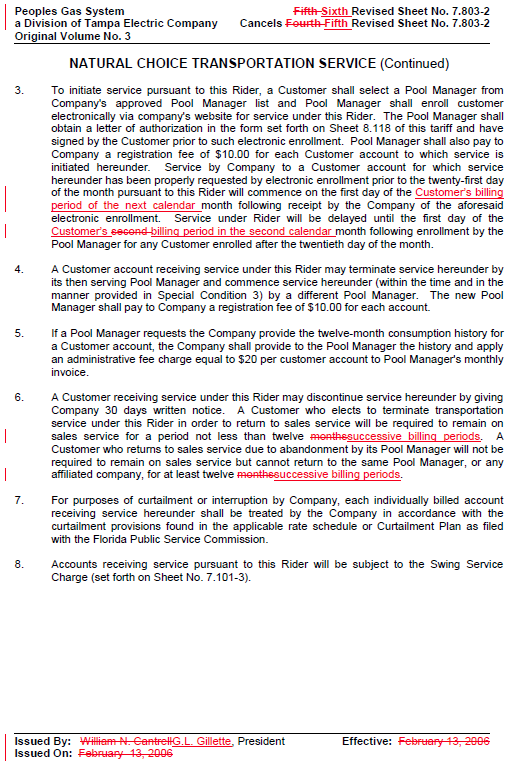 Peoples Gas System Fifth Sixth Revised Sheet No. 7.803-2
a Division of Tampa Electric Company Cancels Fourth Fifth Revised Sheet No. 7.803-2
Original Volume No. 3
NATURAL CHOICE TRANSPORTATION SERVICE (Continued)
3. To initiate service pursuant to this Rider, a Customer shall select a Pool Manager from
Company's approved Pool Manager list and Pool Manager shall enroll customer
electronically via company's website for service under this Rider. The Pool Manager shall
obtain a letter of authorization in the form set forth on Sheet 8.118 of this tariff and have
signed by the Customer prior to such electronic enrollment. Pool Manager shall also pay to
Company a registration fee of $10.00 for each Customer account to which service is
initiated hereunder. Service by Company to a Customer account for which service
hereunder has been properly requested by electronic enrollment prior to the twenty-first day
of the month pursuant to this Rider will commence on the first day of the Customer's billing
period of the next calendar month following receipt by the Company of the aforesaid
electronic enrollment. Service under Rider will be delayed until the first day of the
Customer's second billing period in the second calendar month following enrollment by the
Pool Manager for any Customer enrolled after the twentieth day of the month.
4. A Customer account receiving service under this Rider may terminate service hereunder by
its then serving Pool Manager and commence service hereunder (within the time and in the
manner provided in Special Condition 3) by a different Pool Manager. The new Pool
Manager shall pay to Company a registration fee of $10.00 for each account.
5. If a Pool Manager requests the Company provide the twelve-month consumption history for
a Customer account, the Company shall provide to the Pool Manager the history and apply
an administrative fee charge equal to $20 per customer account to Pool Manager's monthly
invoice.
6. A Customer receiving service under this Rider may discontinue service hereunder by giving
Company 30 days written notice. A Customer who elects to terminate transportation
service under this Rider in order to return to sales service will be required to remain on
sales service for a period not less than twelve monthssuccessive billing periods. A
Customer who returns to sales service due to abandonment by its Pool Manager will not be
required to remain on sales service but cannot return to the same Pool Manager, or any
affiliated company, for at least twelve monthssuccessive billing periods.
7. For purposes of curtailment or interruption by Company, each individually billed account
receiving service hereunder shall be treated by the Company in accordance with the
curtailment provisions found in the applicable rate schedule or Curtailment Plan as filed
with the Florida Public Service Commission.
8. Accounts receiving service pursuant to this Rider will be subject to the Swing Service
Charge (set forth on Sheet No. 7.101-3).
Issued By: William N. CantrellG.L. Gillette, President Effective: February 13, 2006
Issued On: February 13, 2006